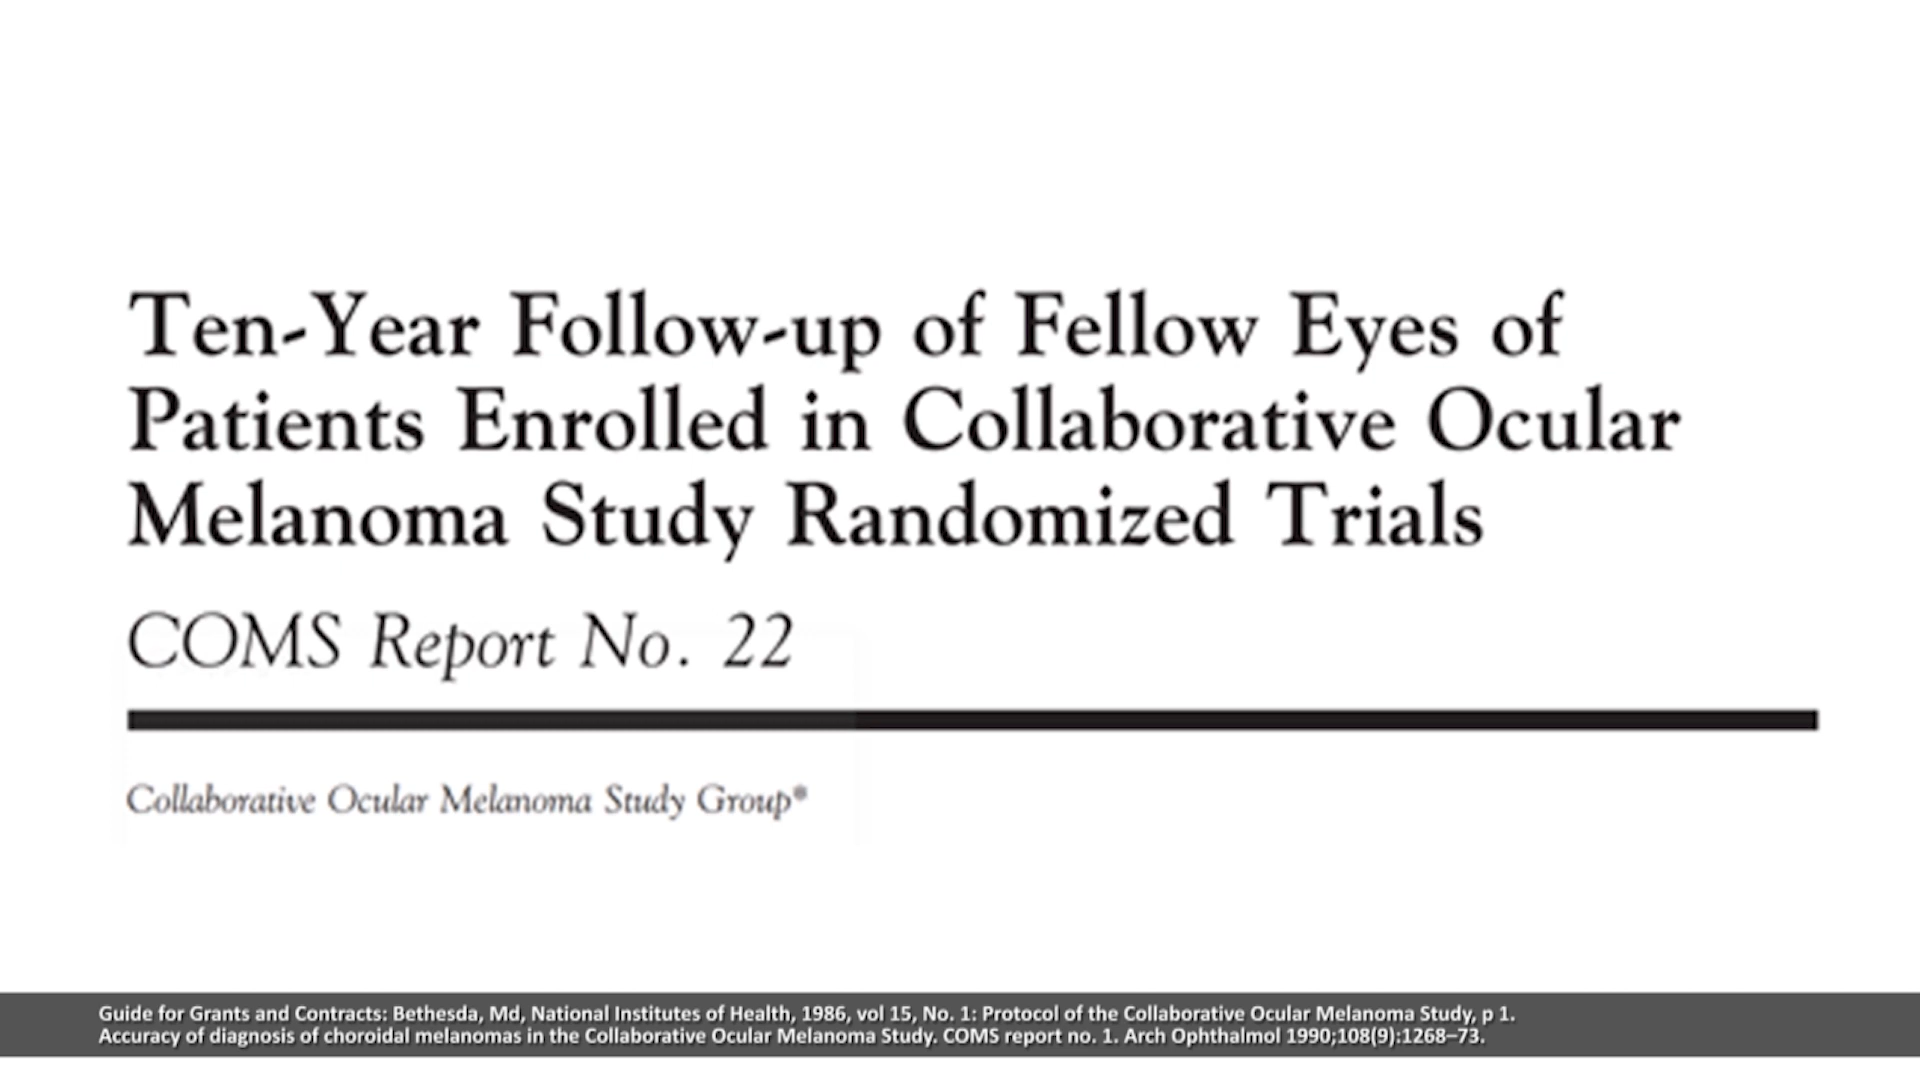 Ten-Year Follow-up of Fellow Eyes of
Patients Enrolled in Collaborative Ocular
Melanoma Study Randomized Trials
COMS Report No. 22
Collaborative Ocular Melanoma Study Group*
Guide for Grants and Contracts: Bethesda, Md, National Institutes of Health, 1986, vol 15, No. 1: Protocol of the Collaborative Ocular Melanoma Study, p 1.
Accuracy of diagnosis of choroidal melanomas in the Collaborative Ocular Melanoma Study. COMS report no. 1. Arch Ophthalmol 1990;108(9):1268–73.